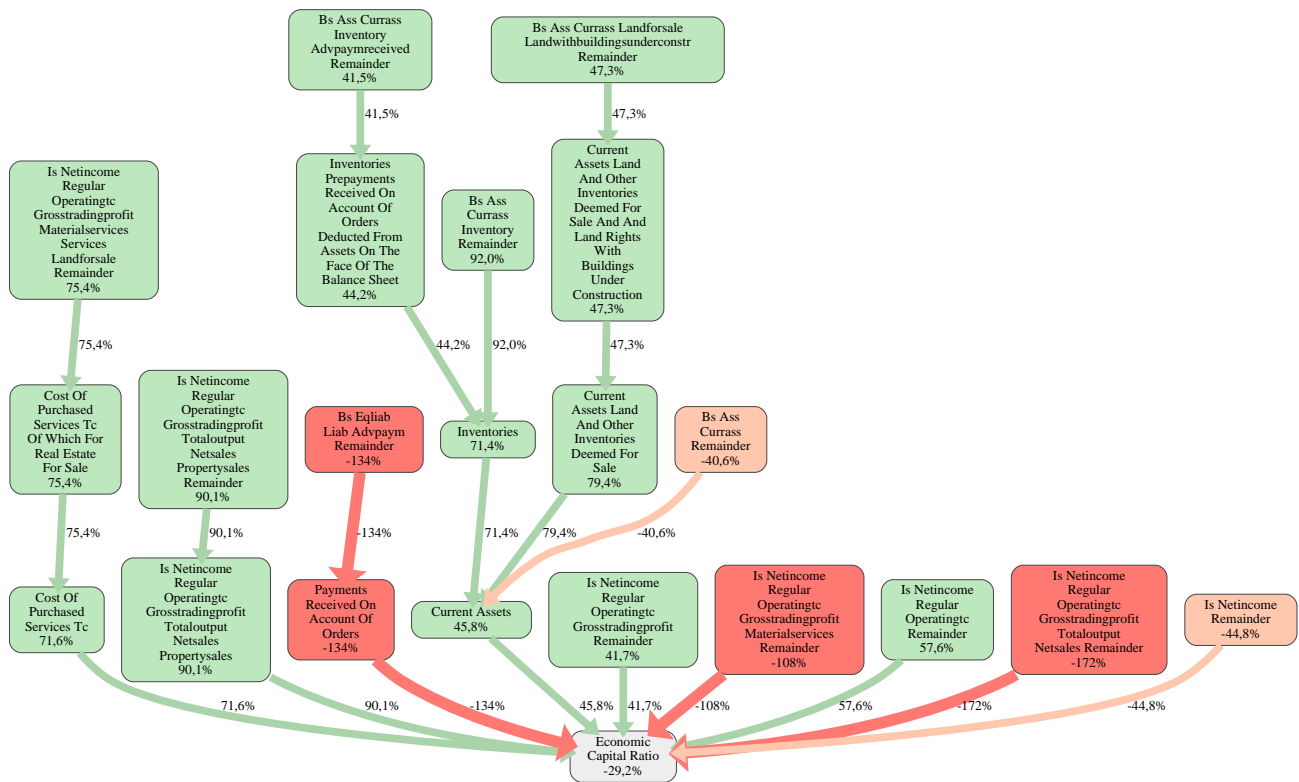 Bs Ass Currass
Inventory
Advpaymreceived
Remainder
41,5%
Bs Ass Currass Landforsale
Landwithbuildingsunderconstr
Remainder
47,3%
41,5%
47,3%
Is Netincome
Regular
Operatingtc
Grosstradingprofit
Materialservices
Services
Landforsale
Remainder
75,4%
Inventories
Prepayments
Received On
Account Of
Orders
Deducted From
Assets On The
Face Of The
Balance Sheet
44,2%
Bs Ass
Currass
Inventory
Remainder
92,0%
Current
Assets Land
And Other
Inventories
Deemed For
Sale And And
Land Rights
With
Buildings
Under
Construction
47,3%
75,4%
44,2%
92,0%
47,3%
Cost Of
Purchased
Services Tc
Of Which For
Real Estate
For Sale
75,4%
Is Netincome
Regular
Operatingtc
Grosstradingprofit
Totaloutput
Netsales
Propertysales
Remainder
90,1%
Bs Eqliab
Liab Advpaym
Remainder
-134%
Inventories
71,4%
Current
Assets Land
And Other
Inventories
Deemed For
Sale
79,4%
Bs Ass
Currass
Remainder
-40,6%
75,4%
90,1%
-134%
71,4%
79,4%
-40,6%
Cost Of
Purchased
Services Tc
71,6%
Is Netincome
Regular
Operatingtc
Grosstradingprofit
Totaloutput
Netsales
Propertysales
90,1%
Payments
Received On
Account Of
Orders
-134%
Current Assets
45,8%
Is Netincome
Regular
Operatingtc
Grosstradingprofit
Remainder
41,7%
Is Netincome
Regular
Operatingtc
Grosstradingprofit
Materialservices
Remainder
-108%
Is Netincome
Regular
Operatingtc
Remainder
57,6%
Is Netincome
Regular
Operatingtc
Grosstradingprofit
Totaloutput
Netsales Remainder
-172%
Is Netincome
Remainder
-44,8%
71,6%
90,1%
-134%
45,8%
41,7%
-108%
57,6%
-172%
-44,8%
Economic
Capital Ratio
-29,2%